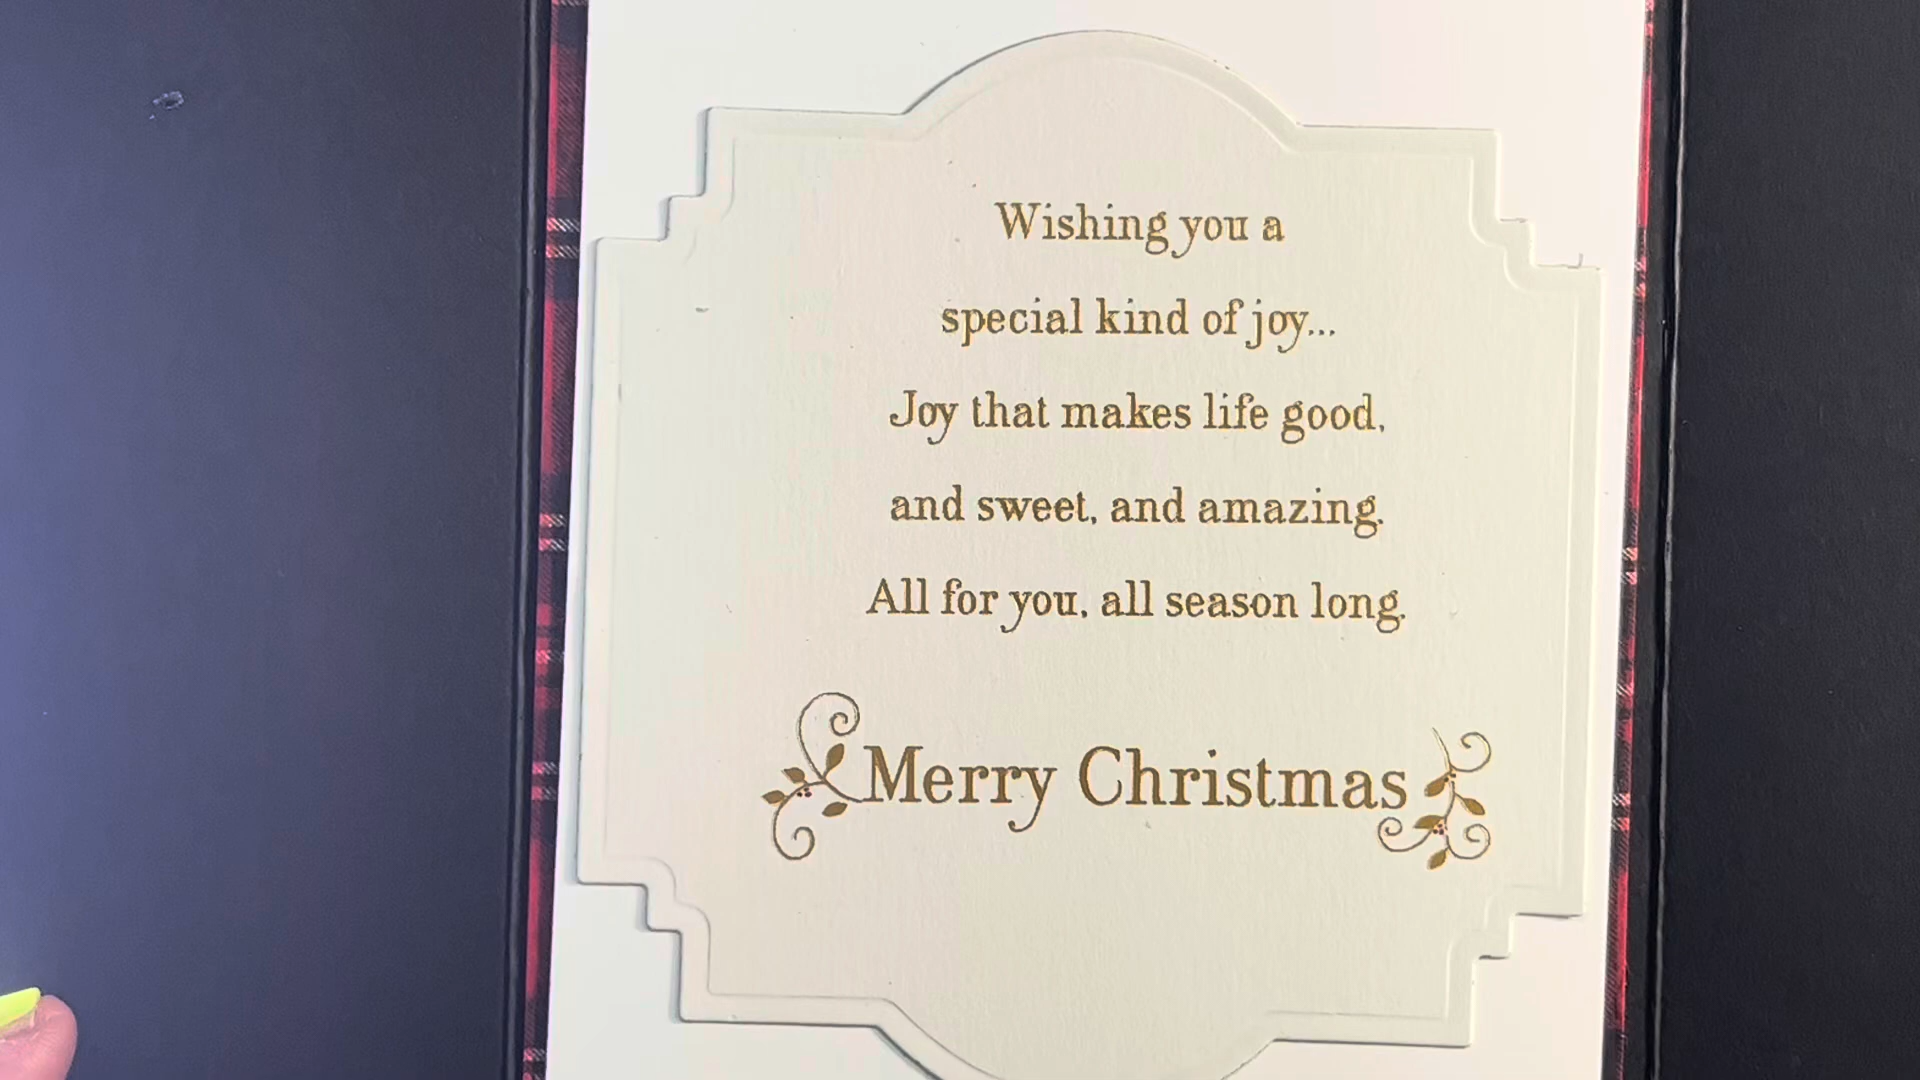 Wishing you a
special kind of joy...
Joy that makes life good,
and sweet, and amazing.
All for you, all season long.
Merry Christmas